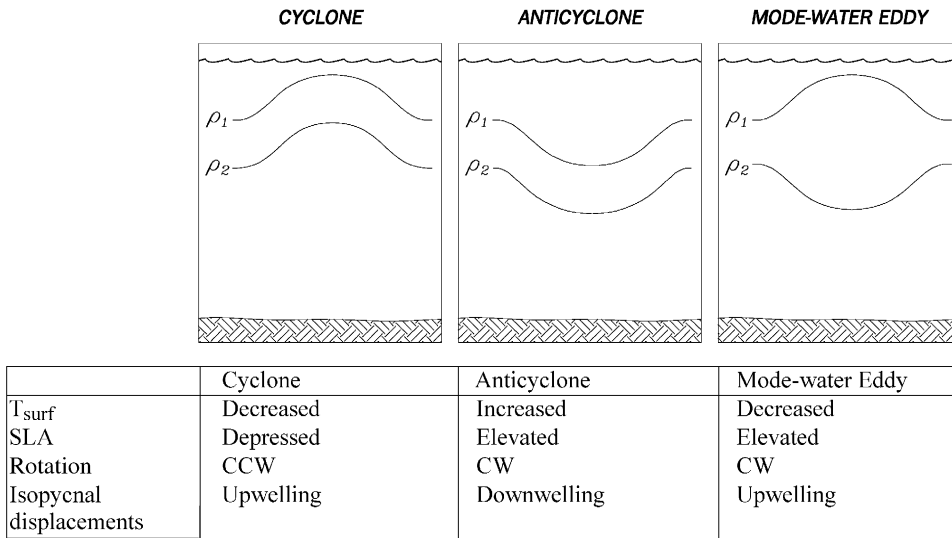 CYCLONE ANTICYCLONE MODE-WATER EDDY
ρ1 ρ1 ρ1
ρ2 ρ2 ρ2
Cyclone Anticyclone Mode-water Eddy
Tsurf Decreased Increased Decreased
SLA Depressed Elevated Elevated
Rotation CCW CW CW
Isopycnal Upwelling Downwelling Upwelling
displacements